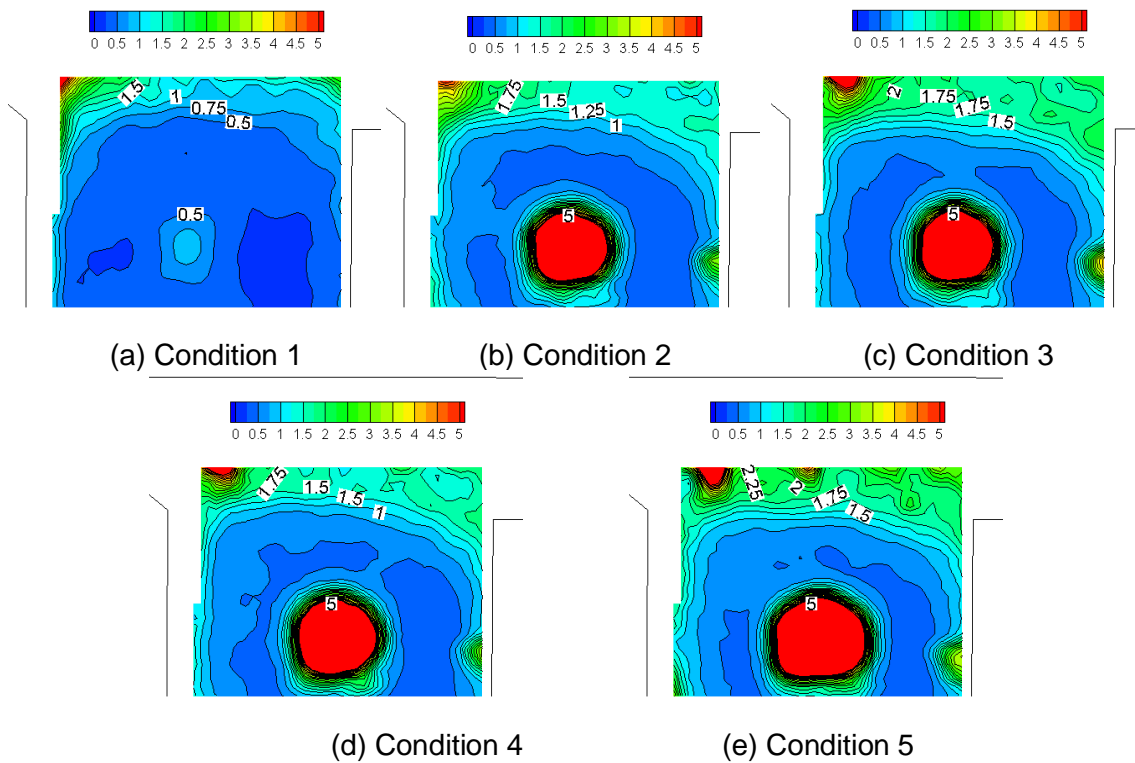 0 0.5 1 1.5 2 2.5 3 3.5 4 4.5 5
0 0.5 1 1.5 2 2.5 3 3.5 4 4.5 5
0 0.5 1 1.5 2 2.5 3 3.5 4 4.5 5
1.5 1 0.75 0.5
0.5
1.75 1.5 1.25 1
5
2 1.75 1.75 1.5
5
(a) Condition 1
(b) Condition 2
(c) Condition 3
0 0.5 1 1.5 2 2.5 3 3.5 4 4.5 5
0 0.5 1 1.5 2 2.5 3 3.5 4 4.5 5
1.75 1.5 1.5 1
5
2.25 2 1.75 1.5
5
(d) Condition 4
(e) Condition 5